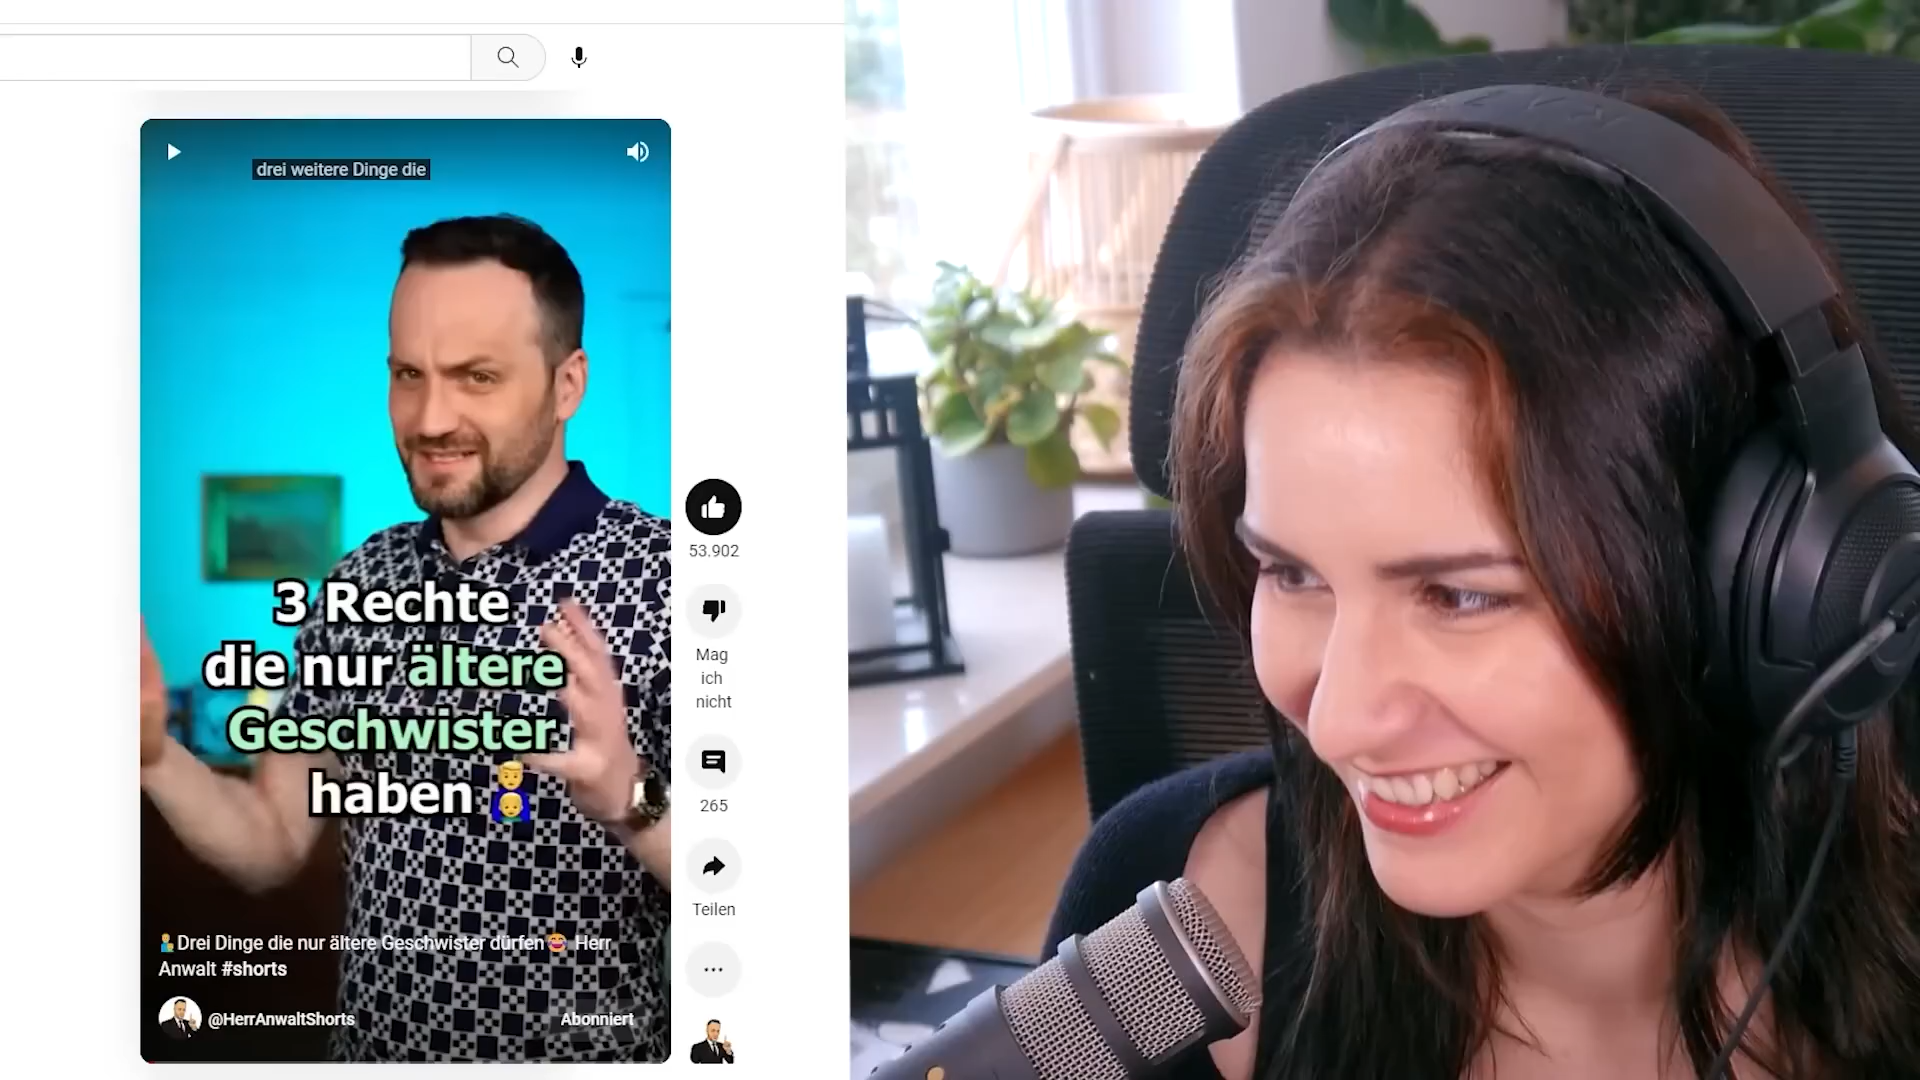 drei weitere Dinge die
3 Rechte
die nur ältere
Geschwister
haben
53.902
Mag
ich
nicht
265
Teilen
Drei Dinge die nur ältere Geschwister dürfen Herr
Anwalt #shorts
@HerrAnwaltShorts
Abonniert